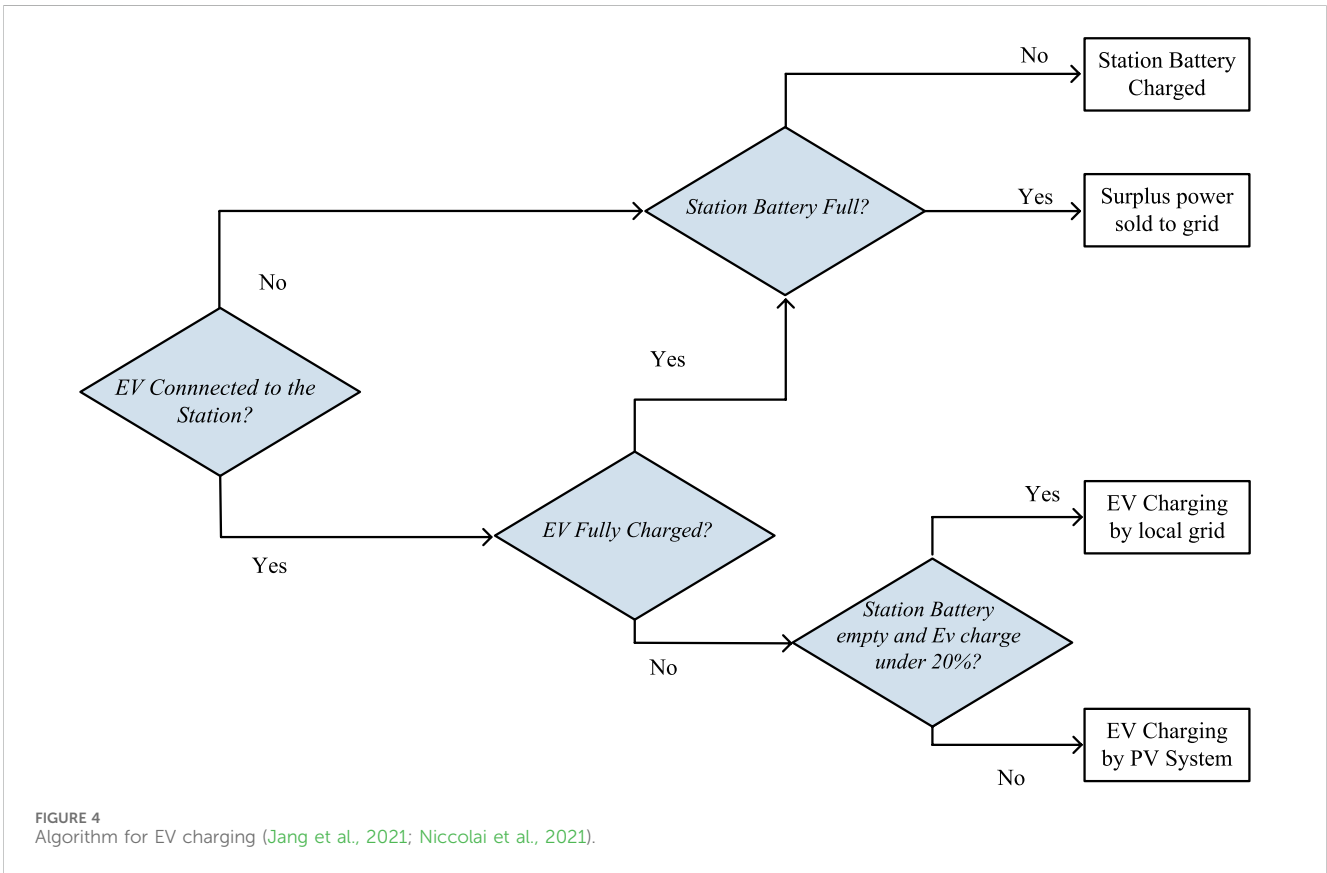 No
Station Battery
Charged
Station Battery Full?
Yes
Surplus power
sold to grid
No
EV Connnected to the
Station?
Yes
Yes
EV Fully Charged?
No
Station Battery
empty and Ev charge
under 20%?
Yes
EV Charging
by local grid
No
EV Charging
by PV System
FIGURE 4
Algorithm for EV charging (Jang et al., 2021; Niccolai et al., 2021).